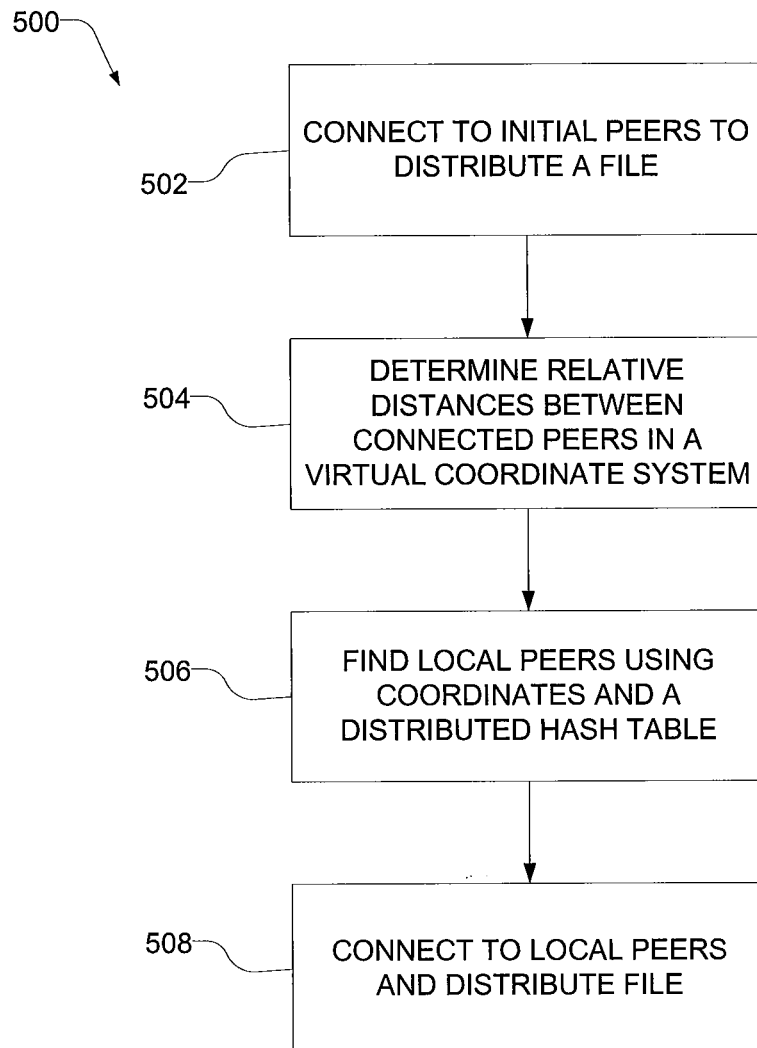 500
502
CONNECT TO INITIAL PEERS TO
DISTRIBUTE A FILE
504
DETERMINE RELATIVE
DISTANCES BETWEEN
CONNECTED PEERS IN A
VIRTUAL COORDINATE SYSTEM
506
FIND LOCAL PEERS USING
COORDINATES AND A
DISTRIBUTED HASH TABLE
508
CONNECT TO LOCAL PEERS
AND DISTRIBUTE FILE